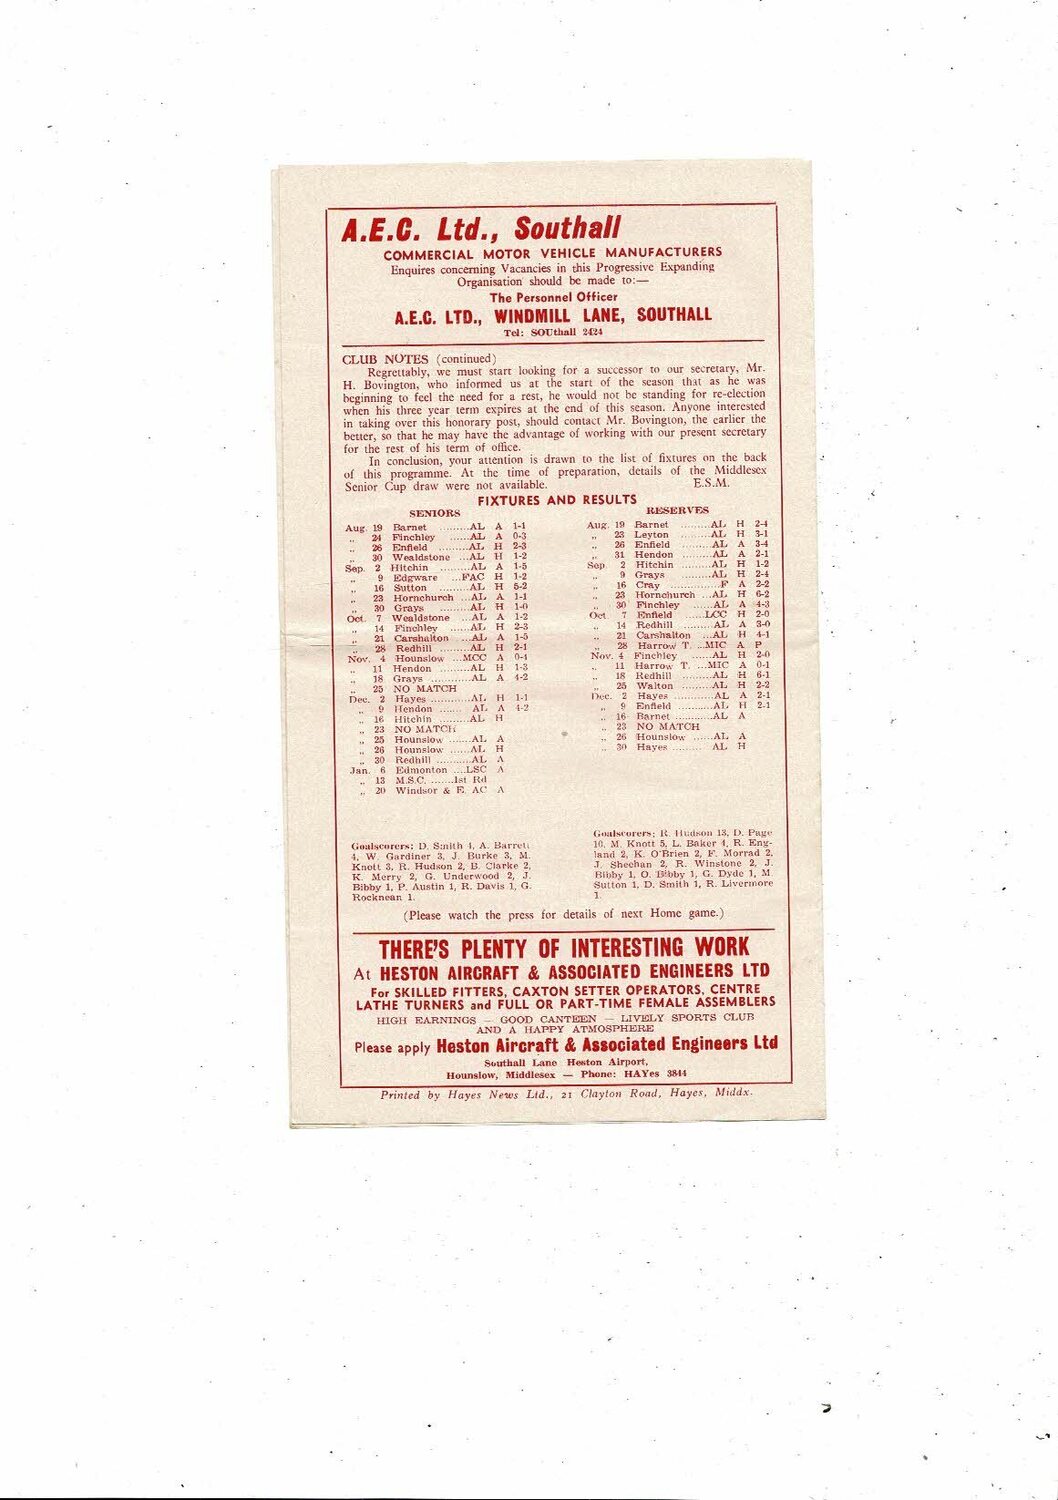 A.E.C. Ltd., Southall
COMMERCIAL MOTOR VEHICLE MANUFACTURERS
Enquires concerning Vacancies in this Progressive Expanding
Organisation should be made to:—
The Personnel Officer
A.E.C. LTD., WINDMILL LANE, SOUTHALL
Tel: SOUthall 2424
CLUB NOTES (continued)
Regrettably, we must start looking for a successor to our secretary, Mr.
H. Bovington, who informed us at the start of the season that as he was
beginning to feel the need for a rest, he would not be standing for re-election
when his three year term expires at the end of this season. Anyone interested
in taking over this honorary post, should contact Mr. Bovington, the earlier the
better, so that he may have the advantage of working with our present secretary
for the rest of his term of office.
In conclusion, your attention is drawn to the list of fixtures on the back
of this programme. At the time of preparation, details of the Middlesex
Senior Cup draw were not available. E.S.M.
FIXTURES AND RESULTS
SENIORS
Aug. 19 Barnet .........AL A 1-1
,, 24 Finchley ......AL A 0-3
,, 26 Enfield .........AL H 2-3
,, 30 Wealdstone ...AL H 1-2
Sep. 2 Hitchin .........AL A 1-5
,, 9 Edgware ...FAC H 1-2
,, 16 Sutton .........AL H 5-2
,, 23 Hornchurch ...AL A 1-1
,, 30 Grays .........AL H 1-0
Oct. 7 Wealdstone ...AL A 1-2
,, 14 Finchley ......AL H 2-3
,, 21 Carshalton ...AL A 1-5
,, 28 Redhill .........AL H 2-1
Nov. 4 Hounslow ...MCC A 0-4
,, 11 Hendon .........AL H 1-3
,, 18 Grays ............AL A 4-2
,, 25 NO MATCH
Dec. 2 Hayes ............AL H 1-1
,, 9 Hendon ....... AL A 4-2
,, 16 Hitchin .........AL H
,, 23 NO MATCH
,, 25 Hounslow ......AL A
,, 26 Hounslow ......AL H
,, 30 Redhill ..........AL A
Jan. 6 Edmonton ....LSC A
,, 13 M.S.C. .......1st Rd
,, 20 Windsor & E. AC A
Goalscorers: D. Smith 4, A. Barrett
4, W. Gardiner 3, J. Burke 3, M.
Knott 3, R. Hudson 2, B. Clarke 2,
K. Merry 2, G. Underwood 2, J.
Bibby 1, P. Austin 1, R. Davis 1, G.
Rocknean 1.
RESERVES
Aug. 19 Barnet .........AL H 2-4
,, 23 Leyton .........AL H 3-1
,, 26 Enfield .........AL A 3-4
,, 31 Hendon .........AL A 2-1
Sep 2 Hitchin .........AL H 1-2
,, 9 Grays .........AL H 2-4
,, 16 Cray ...............F A 2-2
,, 23 Hornchurch ...AL H 6-2
,, 30 Finchley ......AL A 4-3
Oct 7 Enfield ......LCC H 2-0
,, 14 Redhill .........AL A 3-0
,, 21 Carshalton ...AL H 4-1
,, 28 Harrow T. ...MIC A P
Nov. 4 Finchley ......AL H 2-0
,, 11 Harrow T. ...MIC A 0-1
,, 18 Redhill .........AL H 6-1
,, 25 Walton .........AL H 2-2
Dec. 2 Hayes ............AL A 2-1
,, 9 Enfield ...........AL H 2-1
,, 16 Barnet ............AL A
,, 23 NO MATCH
,, 26 Hounslow ......AL A
,, 30 Hayes ......... AL H
Goalscorers: R. Hudson 13, D. Page
10, M. Knott 5, L. Baker 4, R. Eng-
land 2, K. O'Brien 2, F. Morrad 2,
J. Sheehan 2, R. Winstone 2, J.
Bibby 1, O. Bibby 1, G. Dyde 1, M
Sutton 1, D. Smith 1, R. Livermore
1.
(Please watch the press for details of next Home game.)
THERE'S PLENTY OF INTERESTING WORK
At HESTON AIRCRAFT & ASSOCIATED ENGINEERS LTD
For SKILLED FITTERS, CAXTON SETTER OPERATORS, CENTRE
LATHE TURNERS and FULL OR PART-TIME FEMALE ASSEMBLERS
HIGH EARNINGS — GOOD CANTEEN — LIVELY SPORTS CLUB
AND A HAPPY ATMOSPHERE
Please apply Heston Aircraft & Associated Engineers Ltd
Southall Lane Heston Airport,
Hounslow, Middlesex — Phone: HAYes 3844
Printed by Hayes News Ltd., 21 Clayton Road, Hayes, Middx.